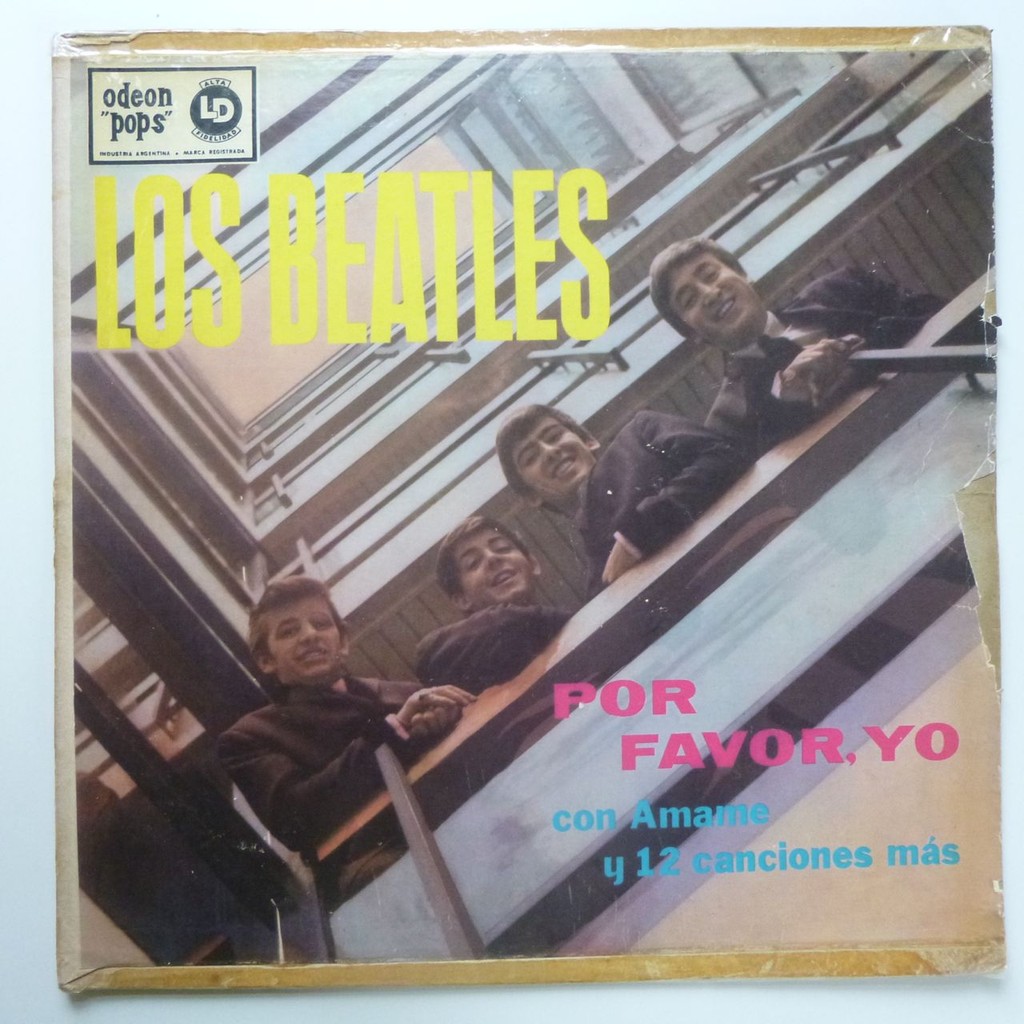 odeon
"pops"
ALTA
LD
FIDELIDAD
INDUSTRIA ARGENTINA • MARCA REGISTRADA
LOS BEATLES
POR
FAVOR, YO
con Amame
y 12 canciones más